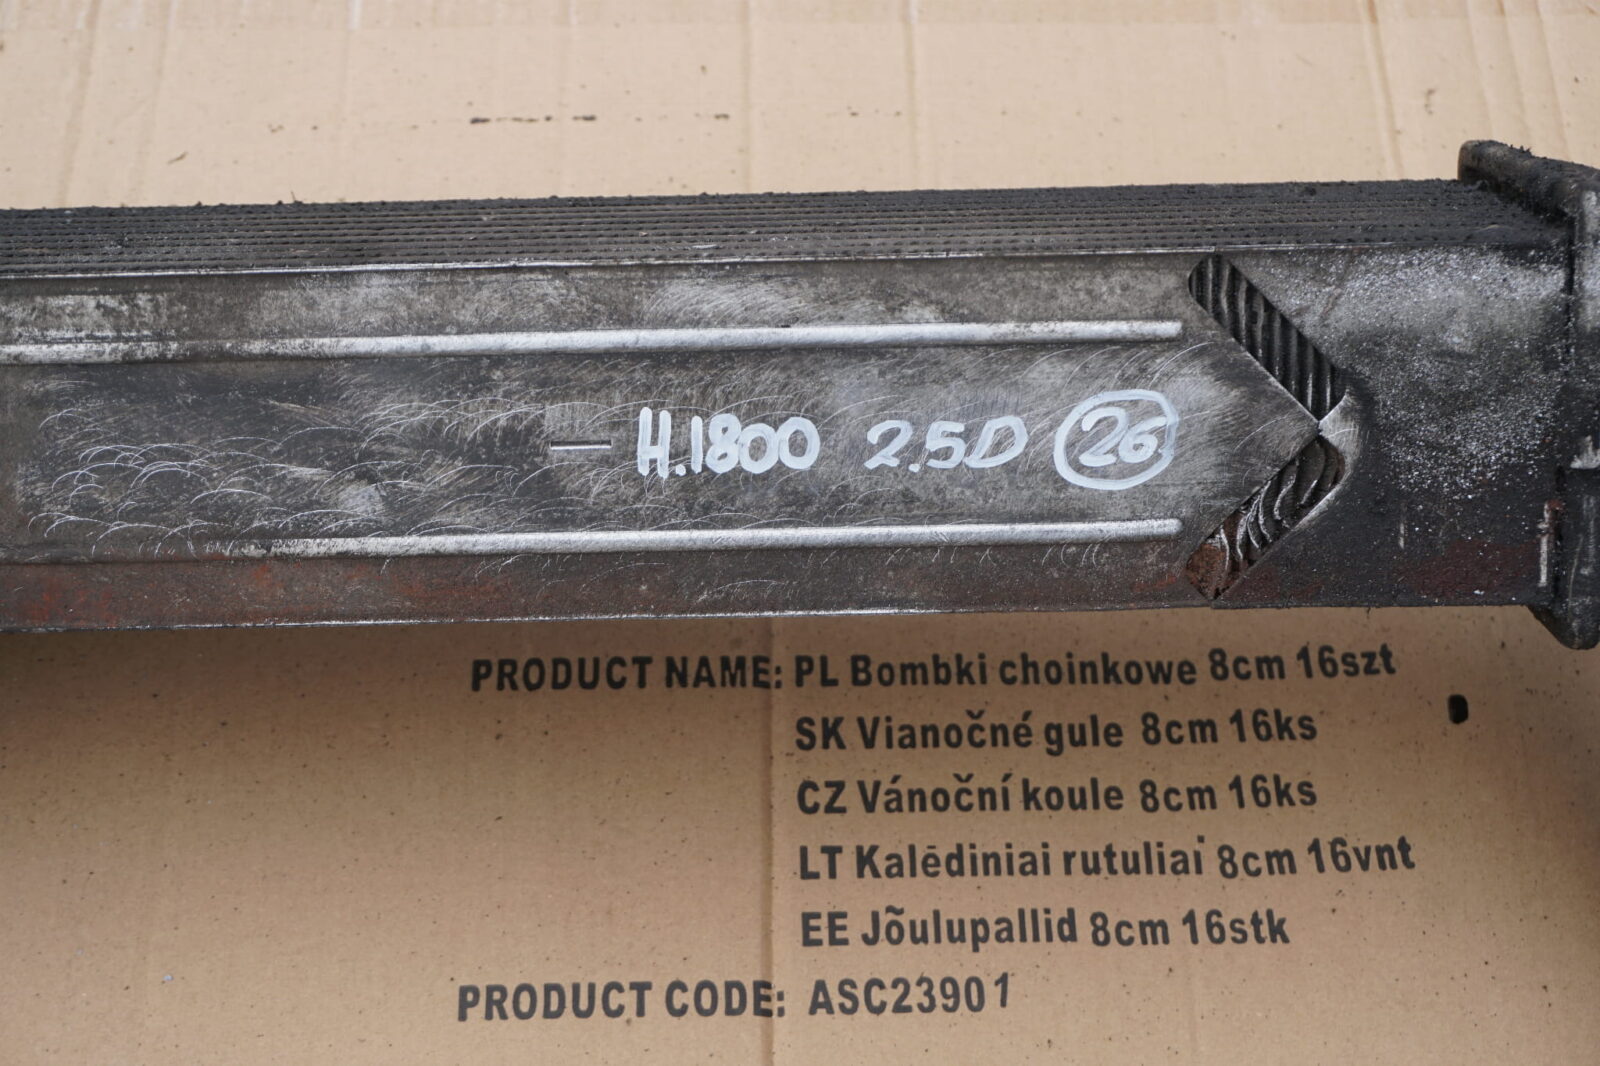 H.1800 2.5D 26
PRODUCT NAME: PL Bombki choinkowe 8cm 16szt
SK Vianočné gule 8cm 16ks
CZ Vánoční koule 8cm 16ks
LT Kalėdiniai rutuliai 8cm 16vnt
EE Jõulupallid 8cm 16stk
PRODUCT CODE: ASC23901